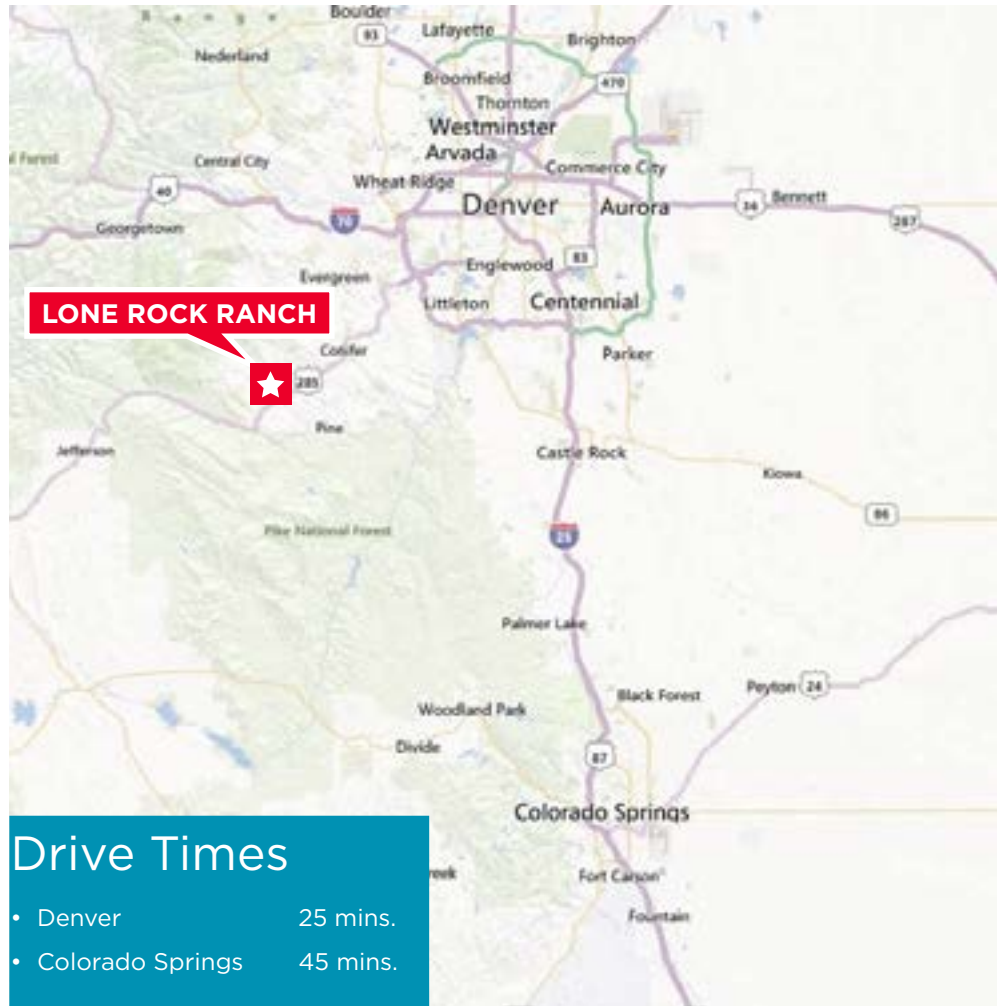 Boulder
R a n g e
93
Lafayette
Brighton
Nederland
Broomfield
470
Thornton
Westminster
Arvada
Central City
Commerce City
Wheat Ridge
40
Denver
Aurora
Bennett
70
287
Georgetown
Englewood
83
Evergreen
Littleton
Centennial
LONE ROCK RANCH
Conifer
Parker
285
Pine
Jefferson
Castle Rock
Kiowa
86
Pike National Forest
25
Palmer Lake
Peyton
24
Black Forest
Woodland Park
Divide
87
Colorado Springs
Drive Times
Fort Carson
• Denver 25 mins.
Fountain
• Colorado Springs 45 mins.